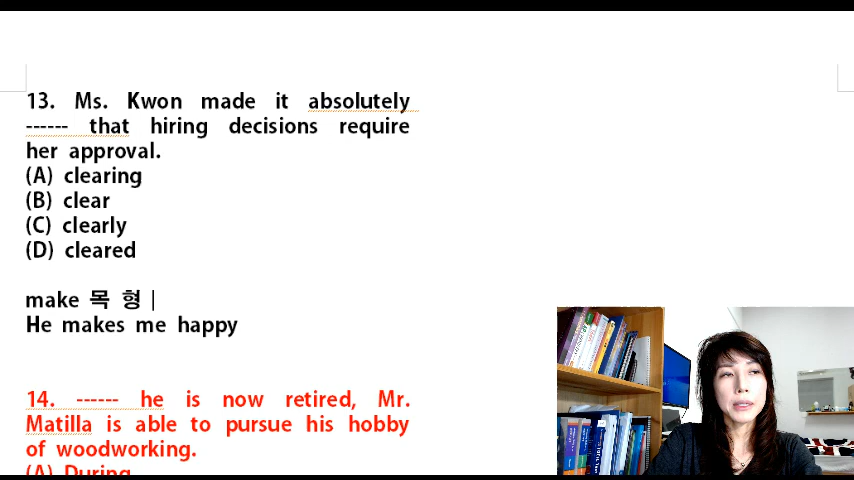 13. Ms. Kwon made it absolutely
------ that hiring decisions require
her approval.
(A) clearing
(B) clear
(C) clearly
(D) cleared
make 목 형
He makes me happy
14. ------ he is now retired, Mr.
Matilla is able to pursue his hobby
of woodworking.
(A) During